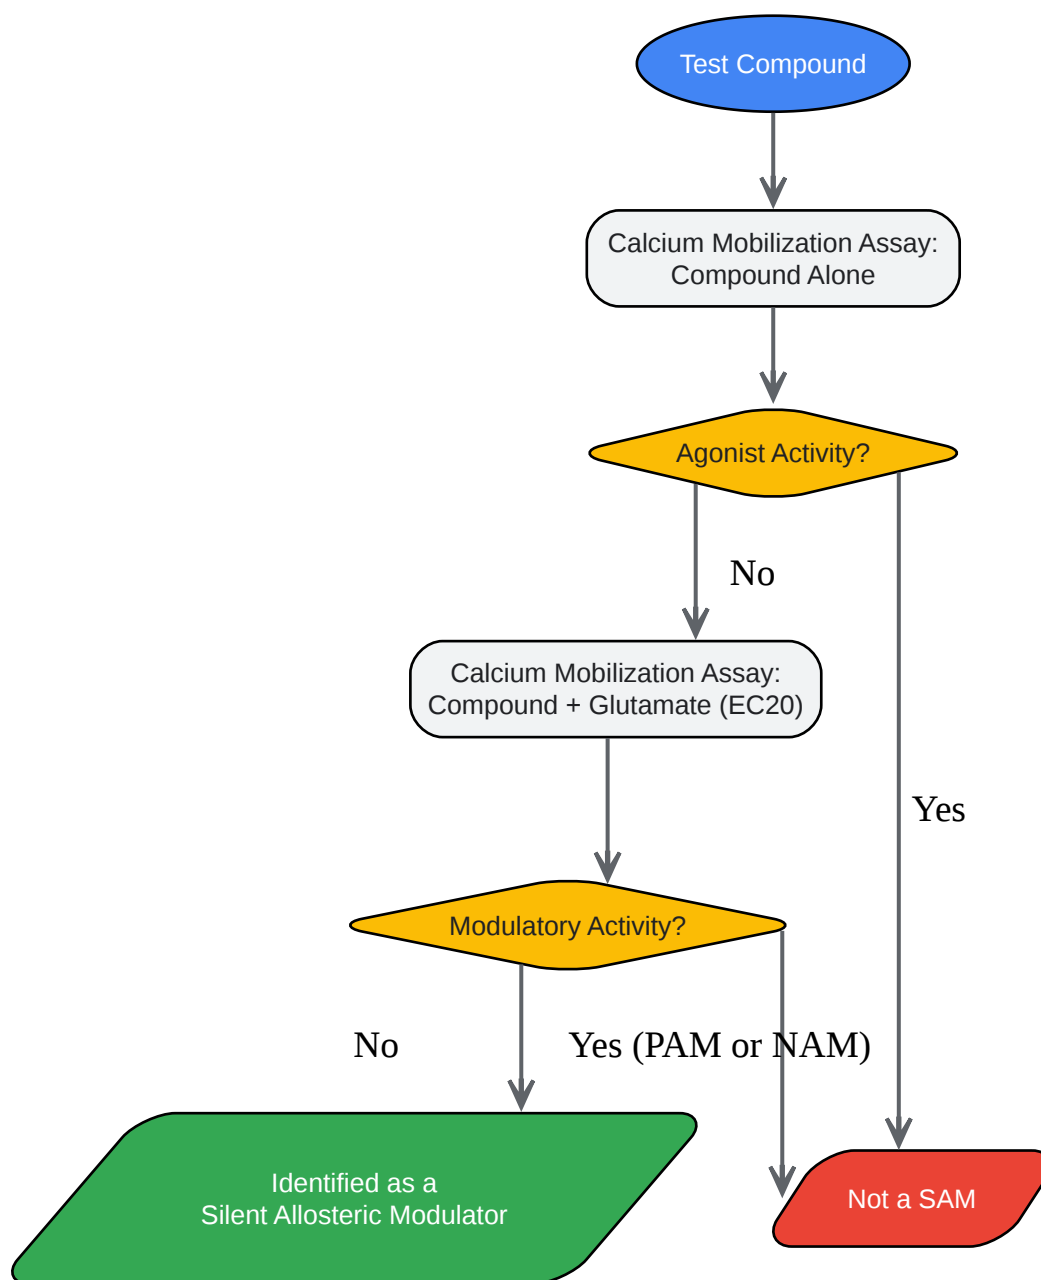 Test Compound
Calcium Mobilization Assay:
Compound Alone
Agonist Activity?
No
Calcium Mobilization Assay:
Compound + Glutamate (EC20)
Yes
Modulatory Activity?
No
Yes (PAM or NAM)
Identified as a
Silent Allosteric Modulator
Not a SAM